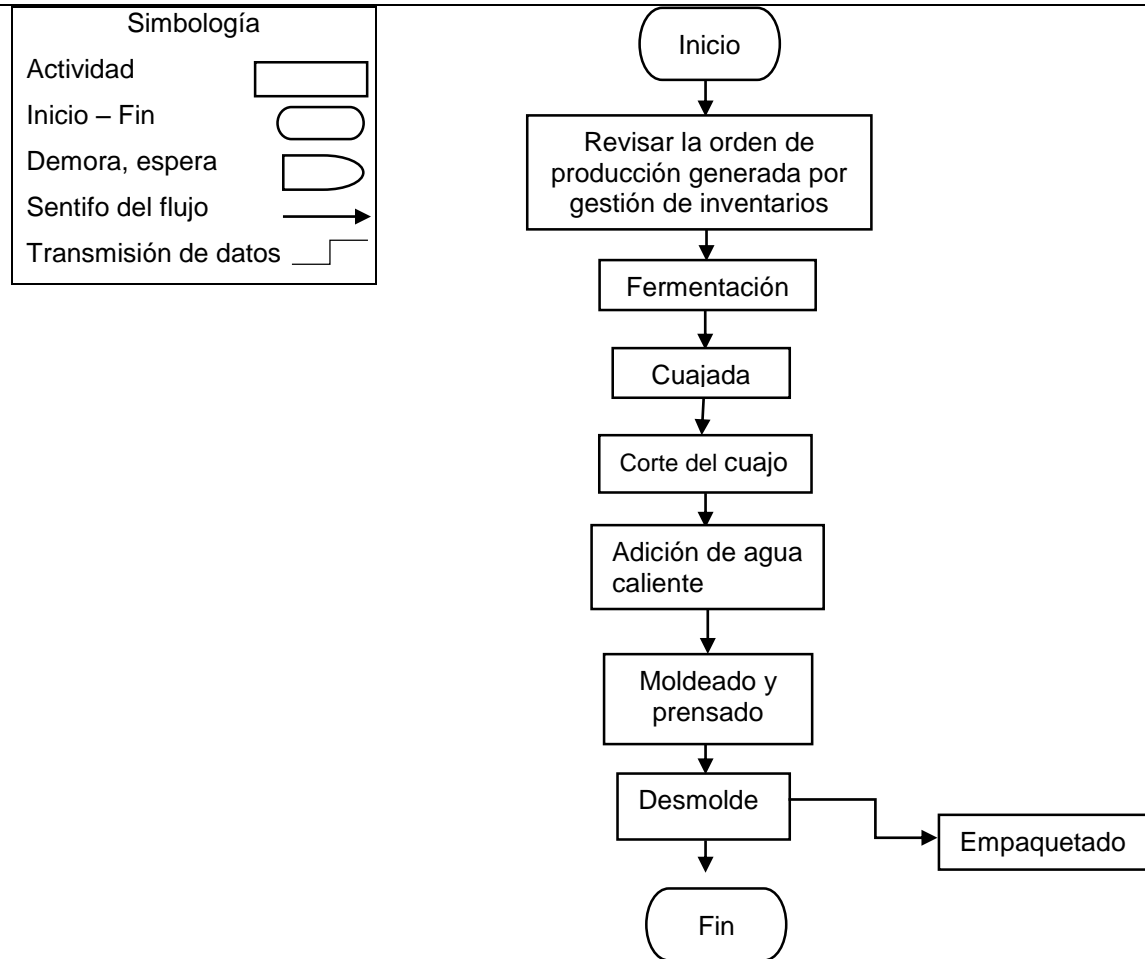 Simbología
Actividad
Inicio – Fin
Demora, espera
Sentifo del flujo
Transmisión de datos
Inicio
Revisar la orden de
producción generada por
gestión de inventarios
Fermentación
Cuajada
Corte del cuajo
Adición de agua
caliente
Moldeado y
prensado
Desmolde
Empaquetado
Fin